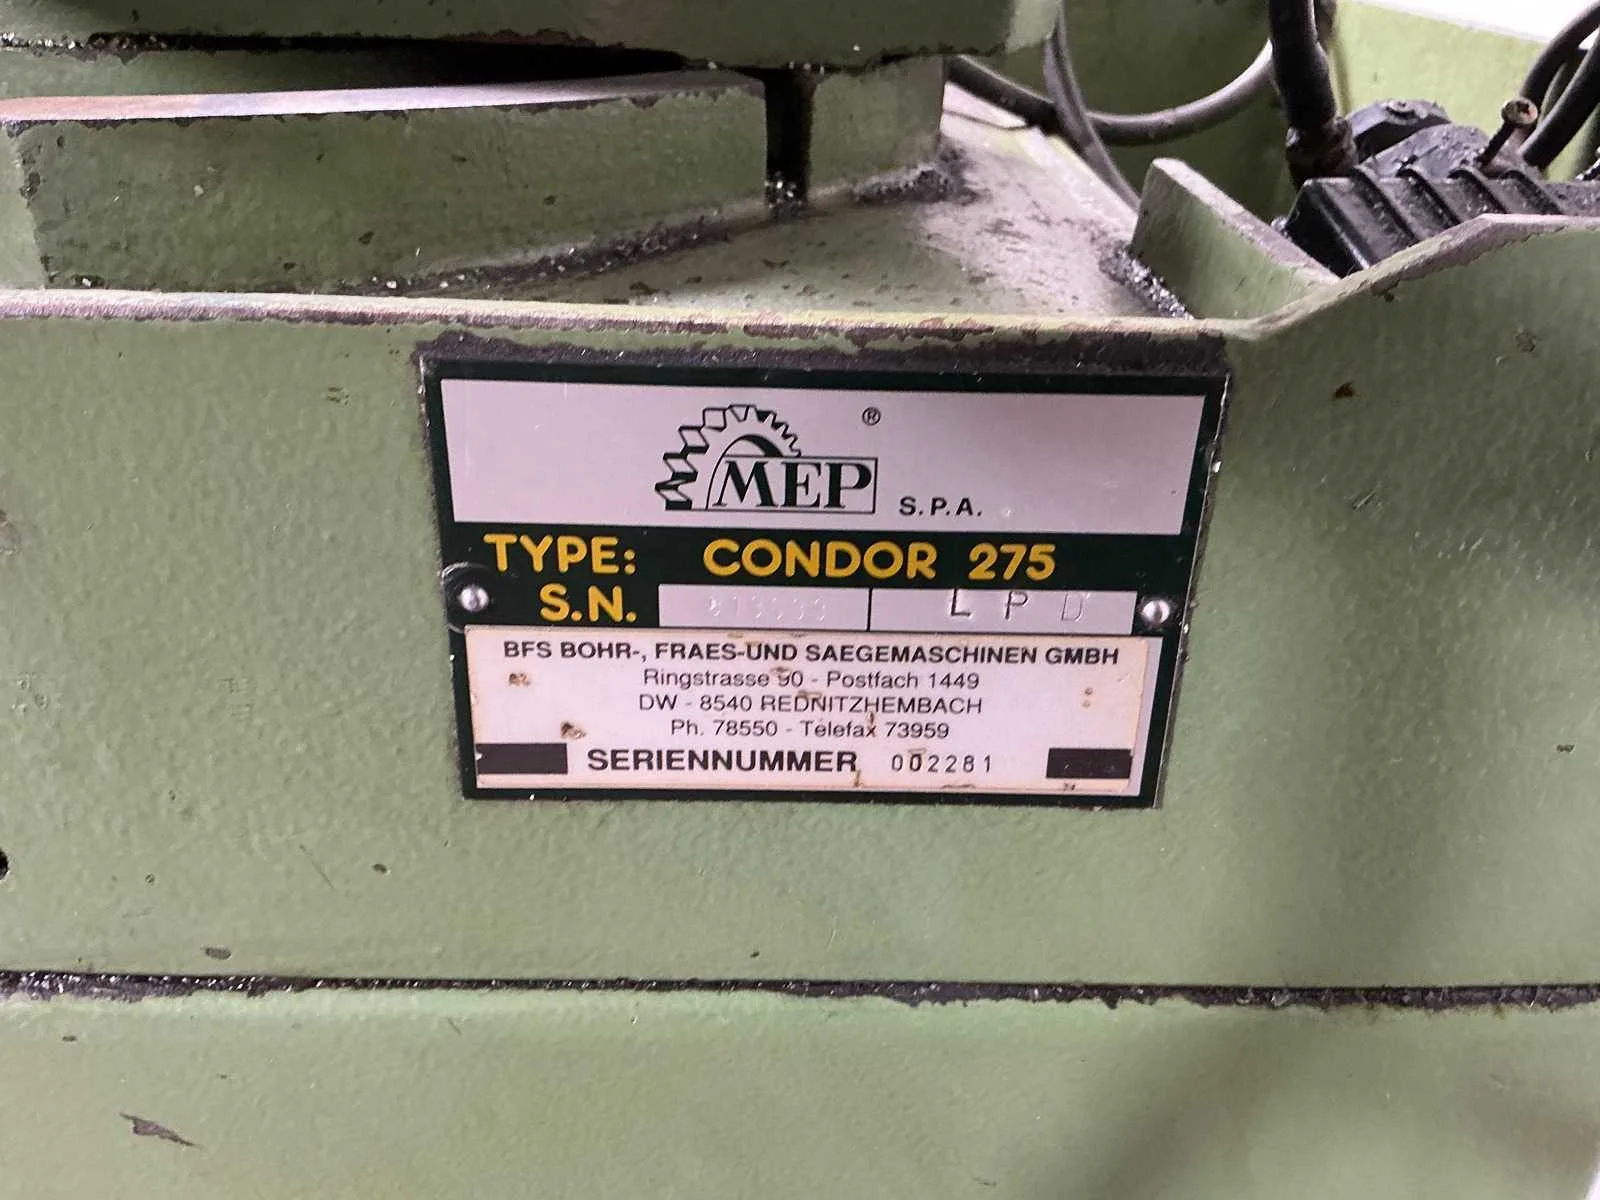 MEP ®
S.P.A.
TYPE: CONDOR 275
S.N. L P D
BFS BOHR-, FRAES-UND SAEGEMASCHINEN GMBH
Ringstrasse 90 - Postfach 1449
DW - 8540 REDNITZHEMBACH
Ph. 78550 - Telefax 73959
SERIENNUMMER 002281